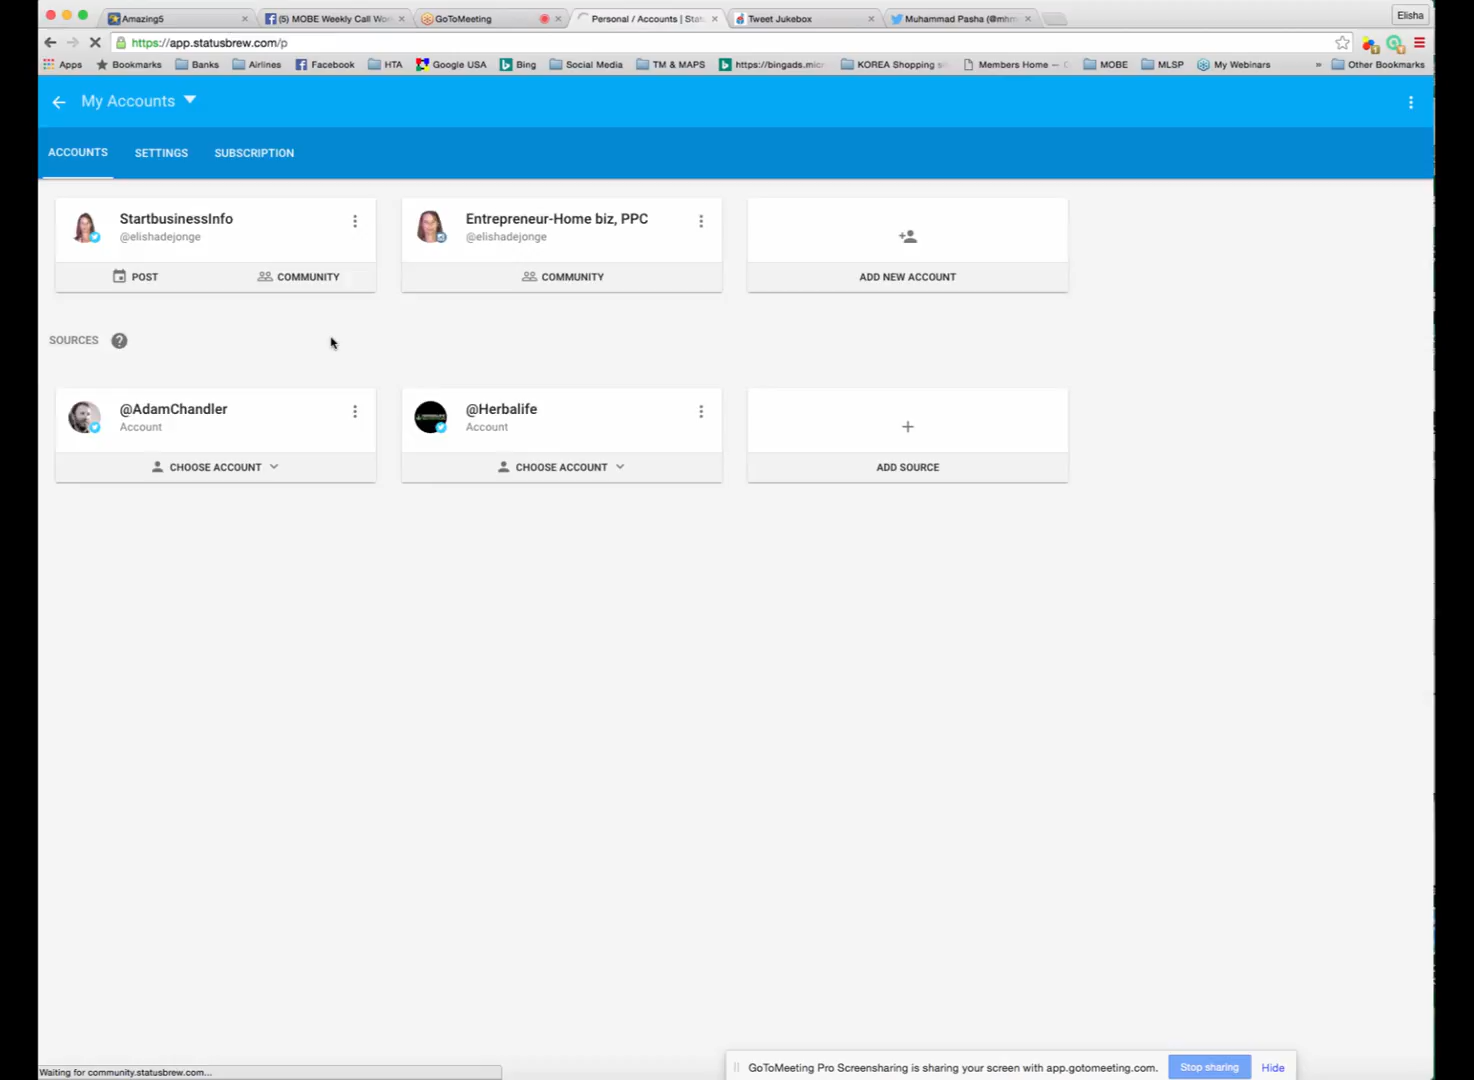 Amazing5
(5) MOBE Weekly Call Wo
GoToMeeting
Personal / Accounts | Stat
Tweet Jukebox
Muhammad Pasha (@mhm
Elisha
https://app.statusbrew.com/p
Apps
Bookmarks
Banks
Airlines
Facebook
HTA
Google USA
Bing
Social Media
TM & MAPS
https://bingads.micr
KOREA Shopping si
Members Home –
MOBE
MLSP
My Webinars
»
Other Bookmarks
My Accounts
ACCOUNTS
SETTINGS
SUBSCRIPTION
StartbusinessInfo
@elishadejonge
POST
COMMUNITY
Entrepreneur-Home biz, PPC
@elishadejonge
COMMUNITY
ADD NEW ACCOUNT
SOURCES ?
@AdamChandler
Account
CHOOSE ACCOUNT
@Herbalife
Account
CHOOSE ACCOUNT
ADD SOURCE
Waiting for community.statusbrew.com...
GoToMeeting Pro Screensharing is sharing your screen with app.gotomeeting.com.
Stop sharing
Hide